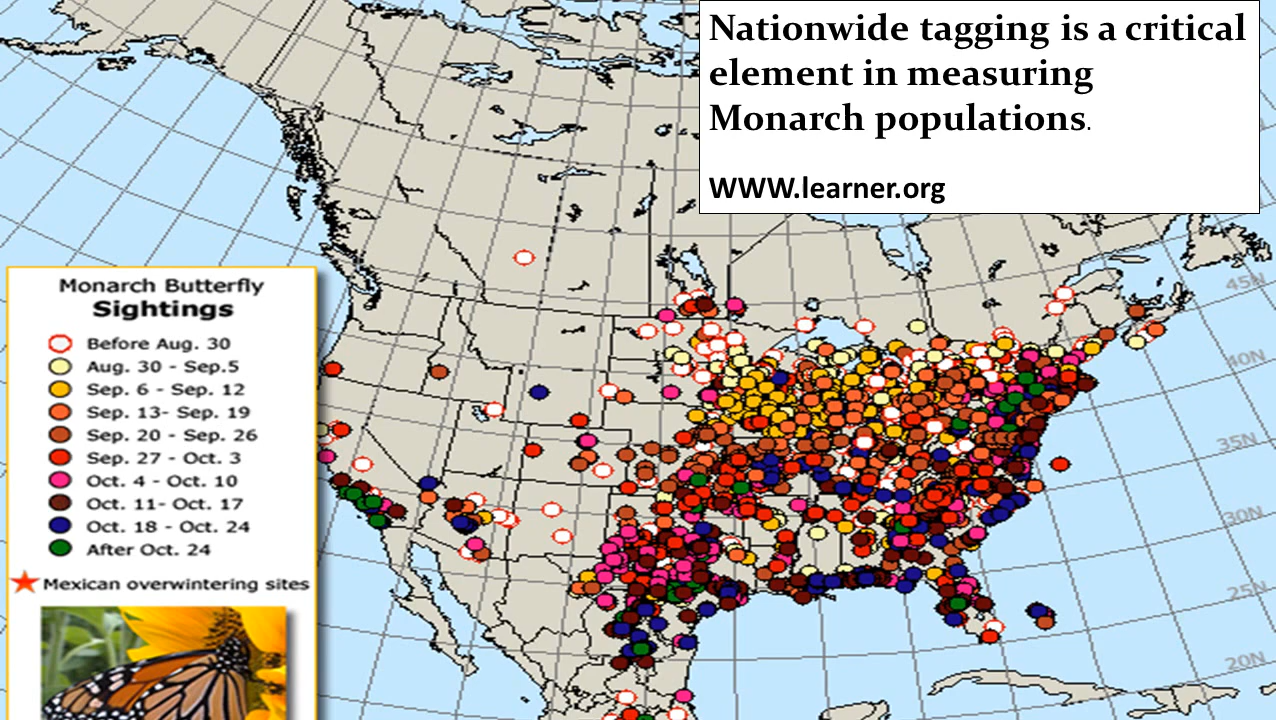 Nationwide tagging is a critical
element in measuring
Monarch populations.
WWW.learner.org
Monarch Butterfly
Sightings
Before Aug. 30
Aug. 30 - Sep.5
Sep. 6 - Sep. 12
Sep. 13- Sep. 19
Sep. 20 - Sep. 26
Sep. 27 - Oct. 3
Oct. 4 - Oct. 10
Oct. 11- Oct. 17
Oct. 18 - Oct. 24
After Oct. 24
Mexican overwintering sites
45N
40N
35N
30N
25N
20N